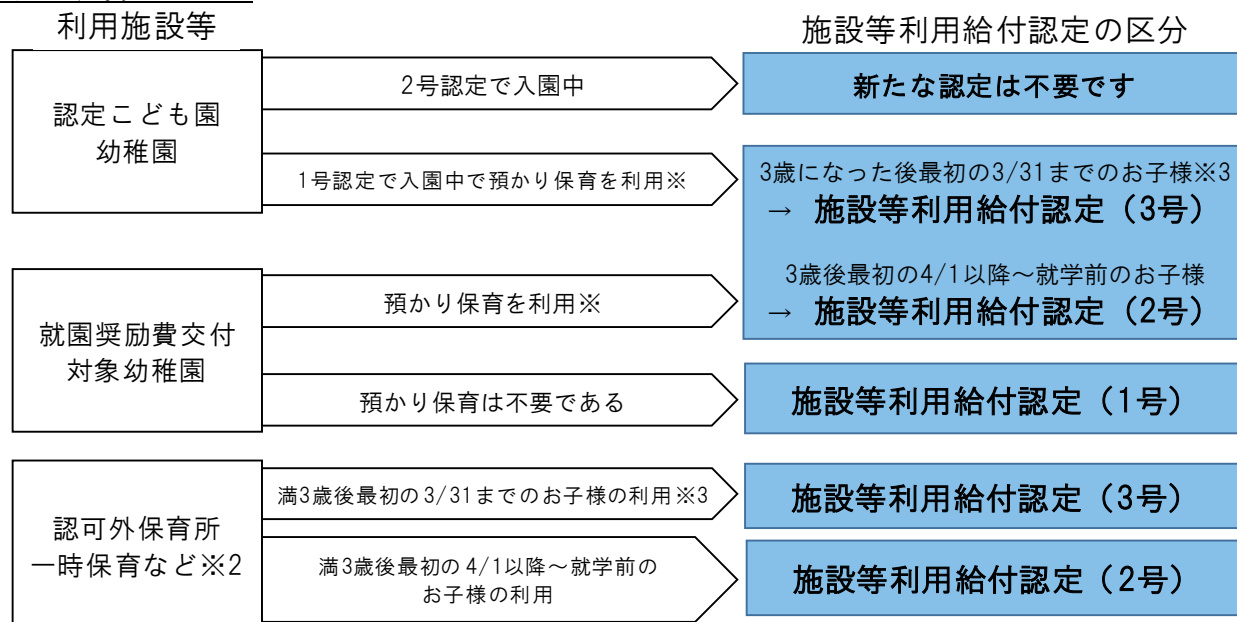 利用施設等
施設等利用給付認定の区分
認定こども園
幼稚園
2号認定で入園中
新たな認定は不要です
1号認定で入園中で預かり保育を利用※
3歳になった後最初の3/31までのお子様※3
→ 施設等利用給付認定（3号）
3歳後最初の4/1以降～就学前のお子様
→ 施設等利用給付認定（2号）
就園奨励費交付
対象幼稚園
預かり保育を利用※
預かり保育は不要である
施設等利用給付認定（1号）
認可外保育所
一時保育など※2
満3歳後最初の3/31までのお子様の利用※3
施設等利用給付認定（3号）
満3歳後最初の4/1以降～就学前の
お子様の利用
施設等利用給付認定（2号）